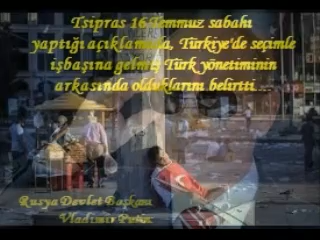 Tsipras 16 Temmuz sabahı
yaptığı açıklamada, Türkiye'de seçimle
işbaşına gelmiş Türk yönetiminin
arkasında olduklarını belirtti...
Rusya Devlet Başkanı
Vladimir Putin